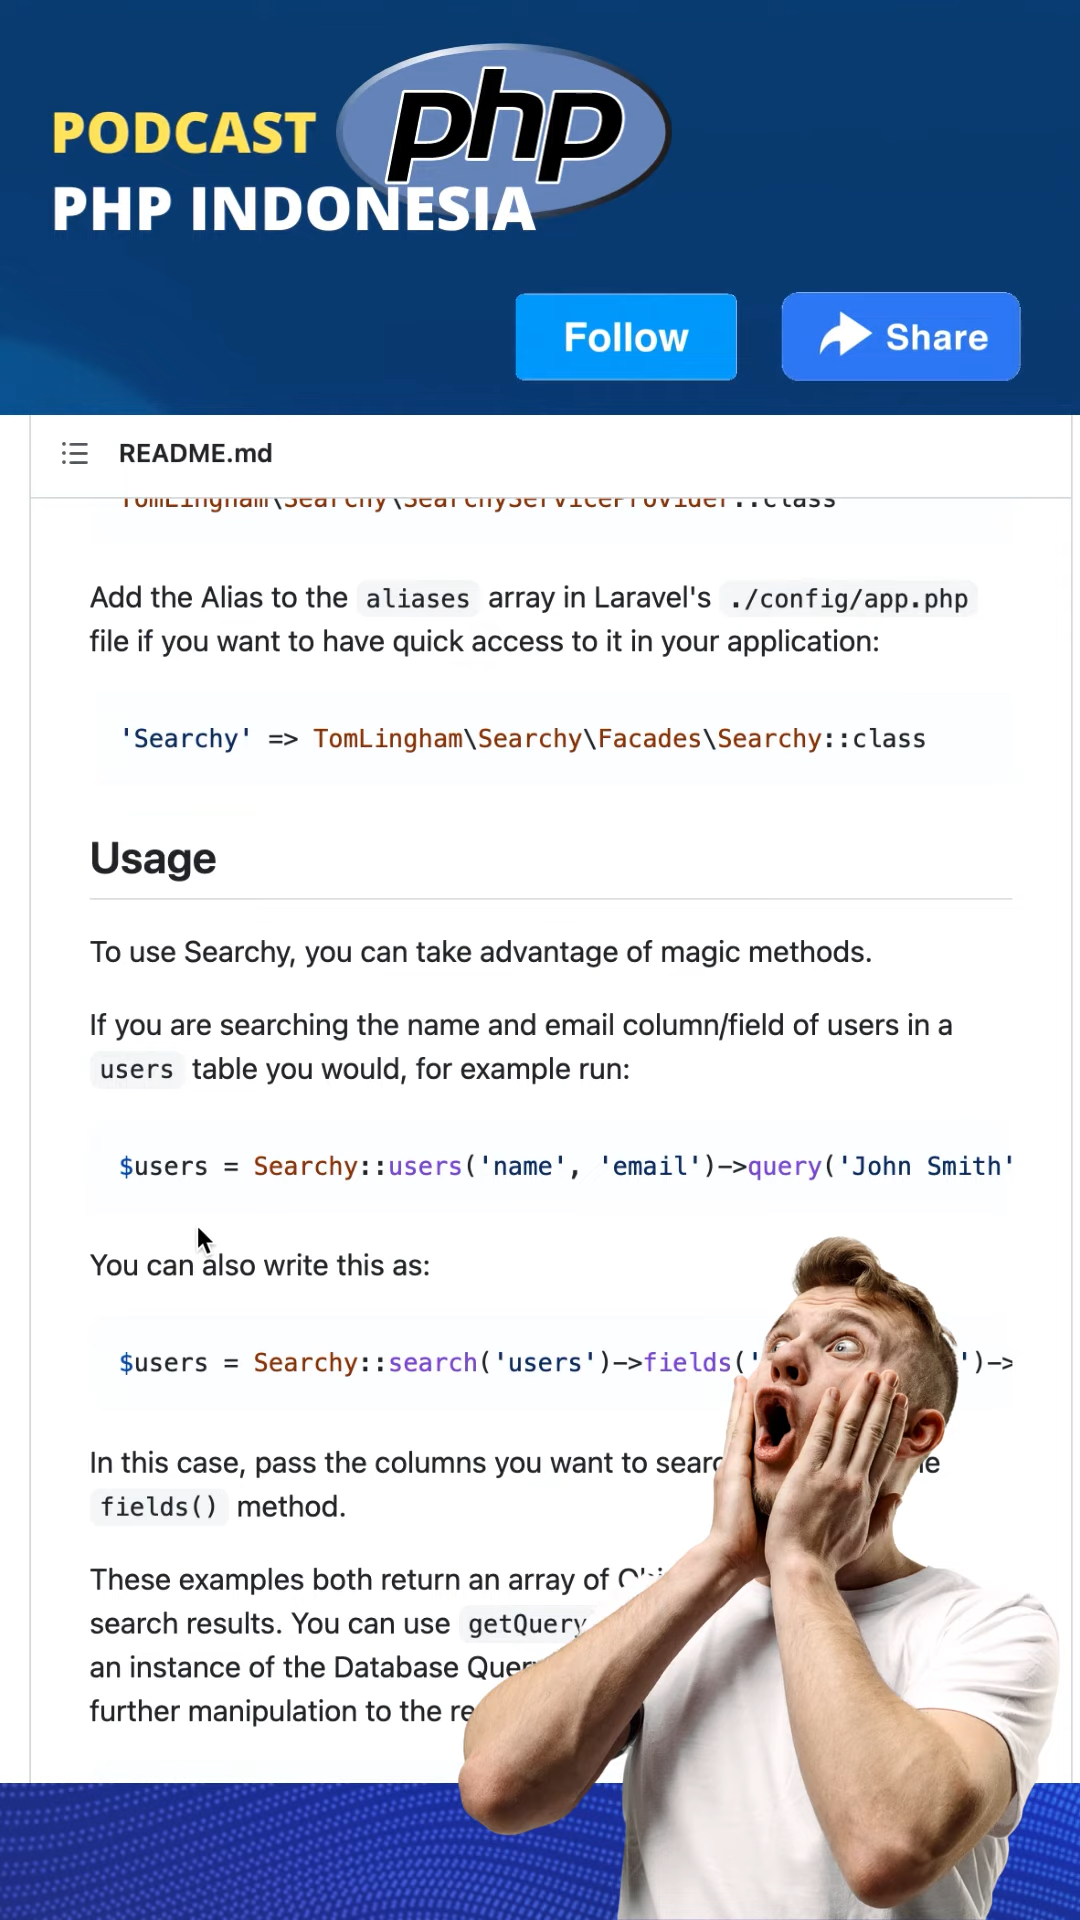 PODCAST php
PHP INDONESIA
Follow
Share
README.md
TomLingham\Searchy\SearchyServiceProvider::class
Add the Alias to the aliases array in Laravel's ./config/app.php
file if you want to have quick access to it in your application:
'Searchy' => TomLingham\Searchy\Facades\Searchy::class
Usage
To use Searchy, you can take advantage of magic methods.
If you are searching the name and email column/field of users in a
users table you would, for example run:
$users = Searchy::users('name', 'email')->query('John Smith'
You can also write this as:
$users = Searchy::search('users')->fields(' ')->
In this case, pass the columns you want to
fields() method.
These examples both return an array of
search results. You can use getQuery
an instance of the Database
further manipulation to the